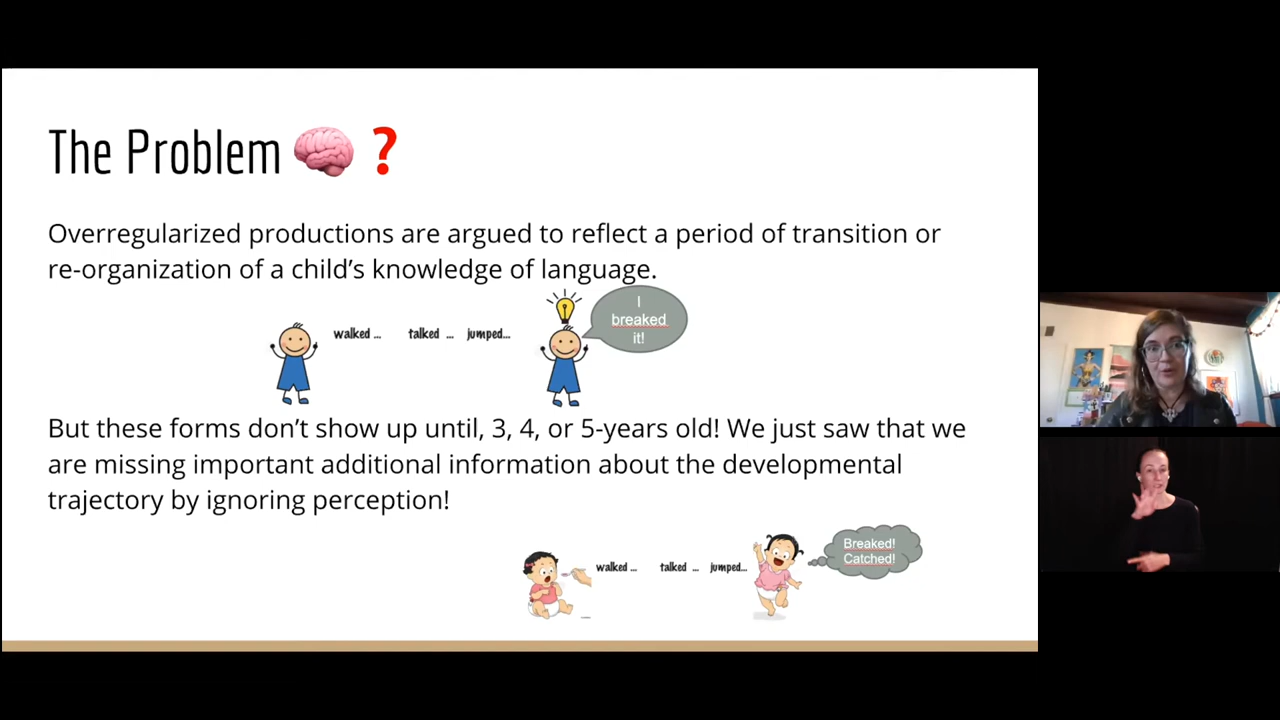 The Problem 🧠 ❓
Overregularized productions are argued to reflect a period of transition or
re-organization of a child's knowledge of language.
I
breaked
it!
walked ... talked ... jumped...
But these forms don't show up until, 3, 4, or 5-years old! We just saw that we
are missing important additional information about the developmental
trajectory by ignoring perception!
Breaked!
Catched!
walked ... talked ... jumped...